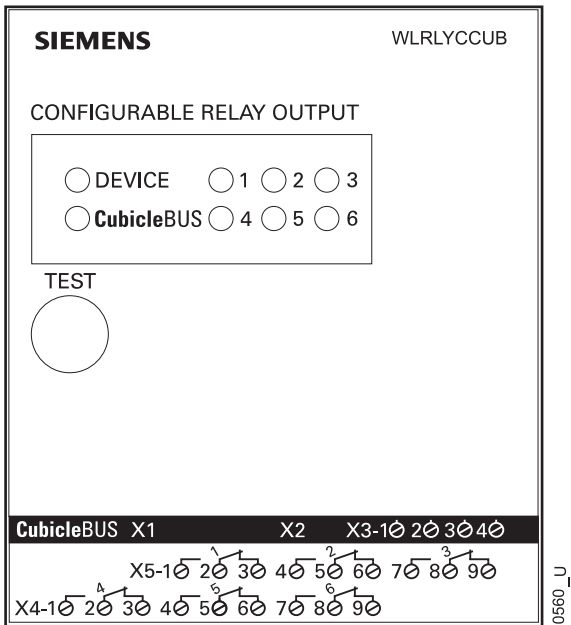 SIEMENS WLRLYCCUB
CONFIGURABLE RELAY OUTPUT
DEVICE 1 2 3
CubicleBUS 4 5 6
TEST
CubicleBUS X1 X2 X3-1 2 3 4
1 2 3
X5-1 2 3 4 5 6 7 8 9
4 5 6
X4-1 2 3 4 5 6 7 8 9
0560_U